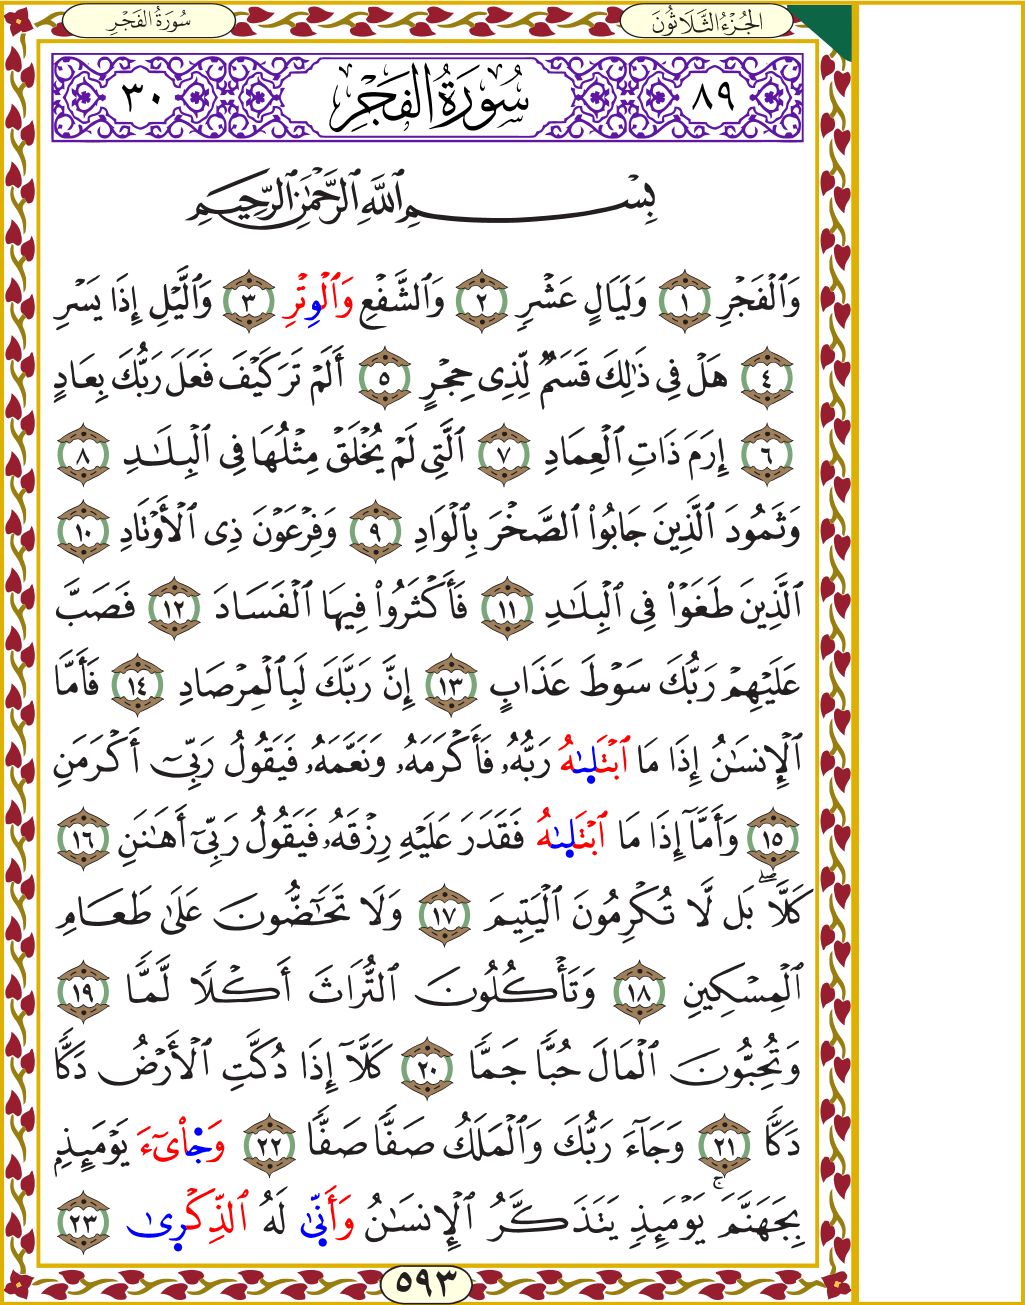 الجُزْءُ الثَّلَاثُونَ
سُورَةُ الفَجْرِ
٨٩
سُورَةُ الفَجْرِ
٣٠
بِسْمِ اللَّهِ الرَّحْمَٰنِ الرَّحِيمِ
وَٱلْفَجْرِ ١ وَلَيَالٍ عَشْرٍ ٢ وَٱلشَّفْعِ وَٱلْوِتْرِ ٣ وَٱلَّيْلِ إِذَا يَسْرِ
٤ هَلْ فِى ذَٰلِكَ قَسَمٌ لِّذِى حِجْرٍ ٥ أَلَمْ تَرَ كَيْفَ فَعَلَ رَبُّكَ بِعَادٍ
٦ إِرَمَ ذَاتِ ٱلْعِمَادِ ٧ ٱلَّتِى لَمْ يُخْلَقْ مِثْلُهَا فِى ٱلْبِلَـٰدِ ٨
وَثَمُودَ ٱلَّذِينَ جَابُوا۟ ٱلصَّخْرَ بِٱلْوَادِ ٩ وَفِرْعَوْنَ ذِى ٱلْأَوْتَادِ ١٠
ٱلَّذِينَ طَغَوْا۟ فِى ٱلْبِلَـٰدِ ١١ فَأَكْثَرُوا۟ فِيهَا ٱلْفَسَادَ ١٢ فَصَبَّ
عَلَيْهِمْ رَبُّكَ سَوْطَ عَذَابٍ ١٣ إِنَّ رَبَّكَ لَبِٱلْمِرْصَادِ ١٤ فَأَمَّا
ٱلْإِنسَـٰنُ إِذَا مَا ٱبْتَلَىٰهُ رَبُّهُۥ فَأَكْرَمَهُۥ وَنَعَّمَهُۥ فَيَقُولُ رَبِّىٓ أَكْرَمَنِ
١٥ وَأَمَّآ إِذَا مَا ٱبْتَلَىٰهُ فَقَدَرَ عَلَيْهِ رِزْقَهُۥ فَيَقُولُ رَبِّىٓ أَهَـٰنَنِ ١٦
كَلَّا ۖ بَل لَّا تُكْرِمُونَ ٱلْيَتِيمَ ١٧ وَلَا تَحَـٰٓضُّونَ عَلَىٰ طَعَامِ
ٱلْمِسْكِينِ ١٨ وَتَأْكُلُونَ ٱلتُّرَاثَ أَكْلًا لَّمًّا ١٩
وَتُحِبُّونَ ٱلْمَالَ حُبًّا جَمًّا ٢٠ كَلَّآ إِذَا دُكَّتِ ٱلْأَرْضُ دَكًّا
دَكًّا ٢١ وَجَآءَ رَبُّكَ وَٱلْمَلَكُ صَفًّا صَفًّا ٢٢ وَجِا۟ىٓءَ يَوْمَئِذٍۭ
بِجَهَنَّمَ ۚ يَوْمَئِذٍ يَتَذَكَّرُ ٱلْإِنسَـٰنُ وَأَنَّىٰ لَهُ ٱلذِّكْرَىٰ ٢٣
٥٩٣